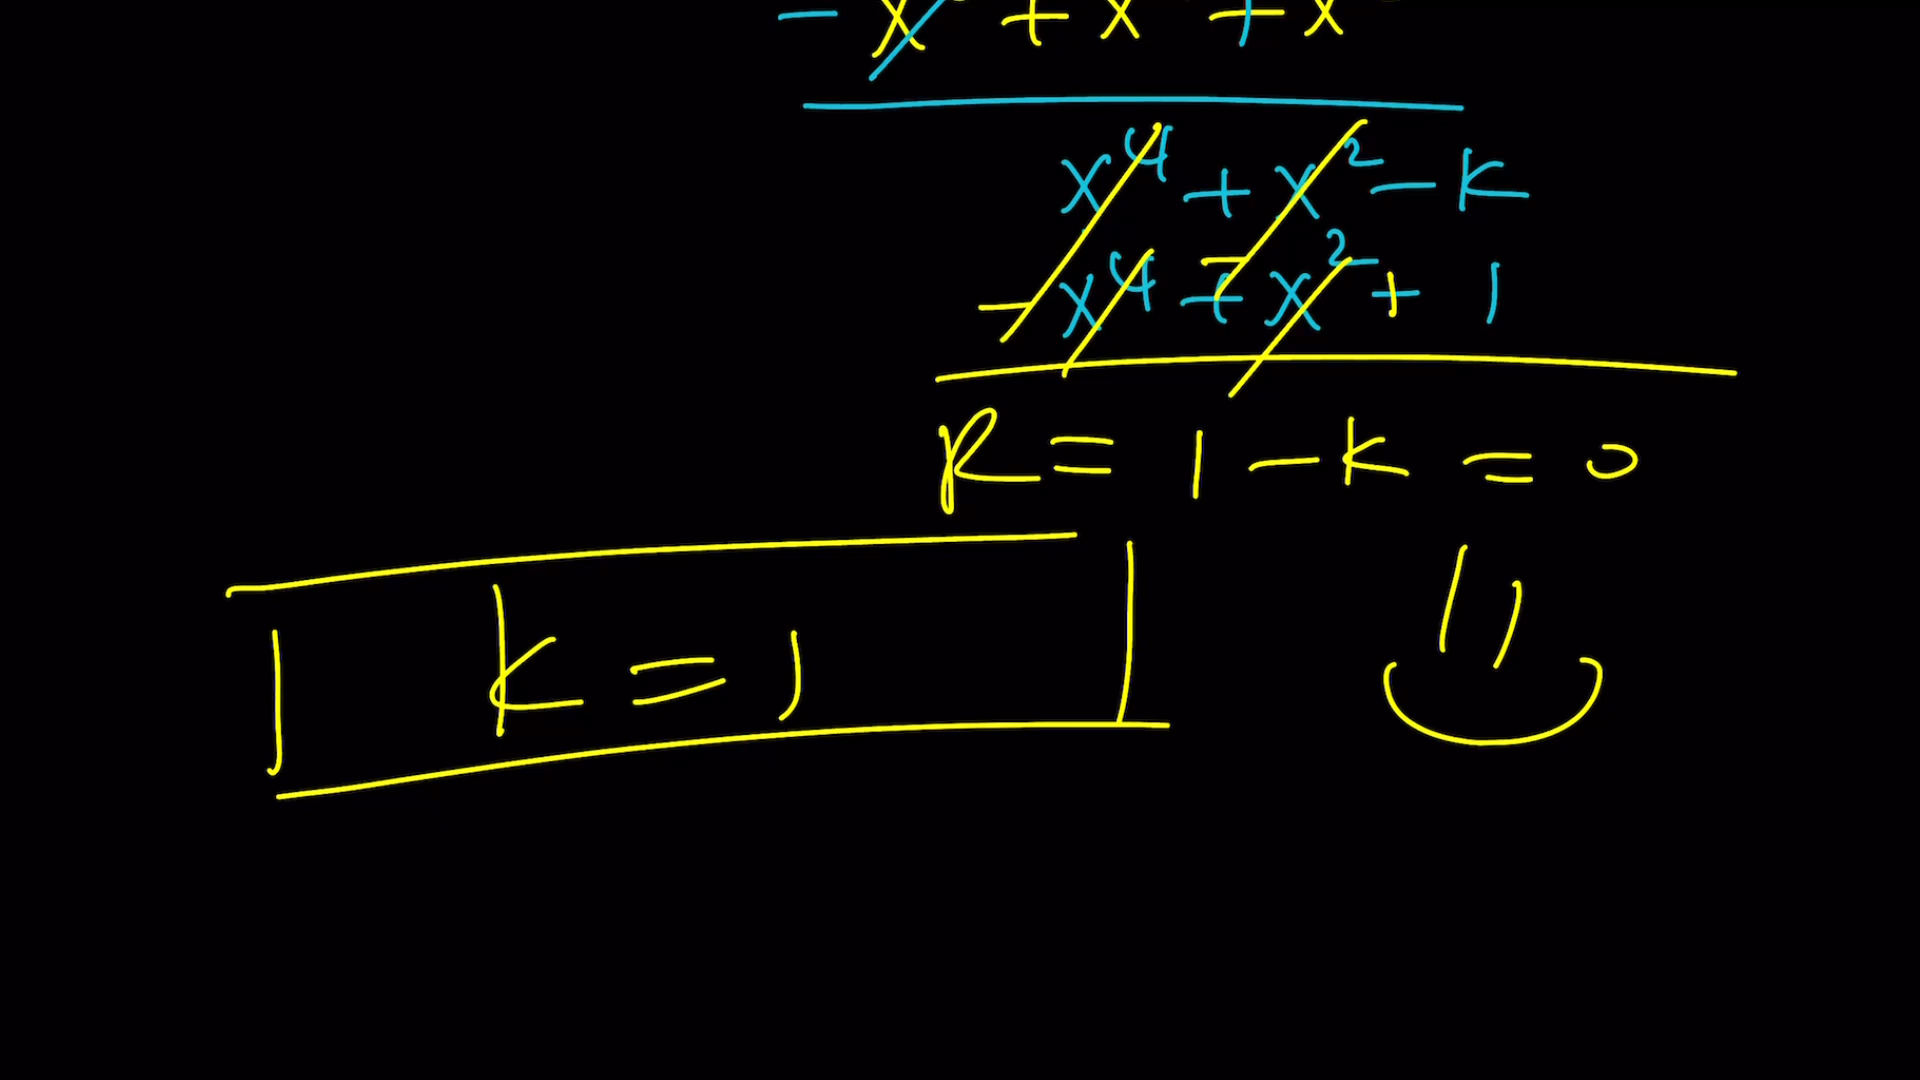 x⁴ + x² - k
- x⁴ + x² + 1
R = 1 - k = 0
k = 1